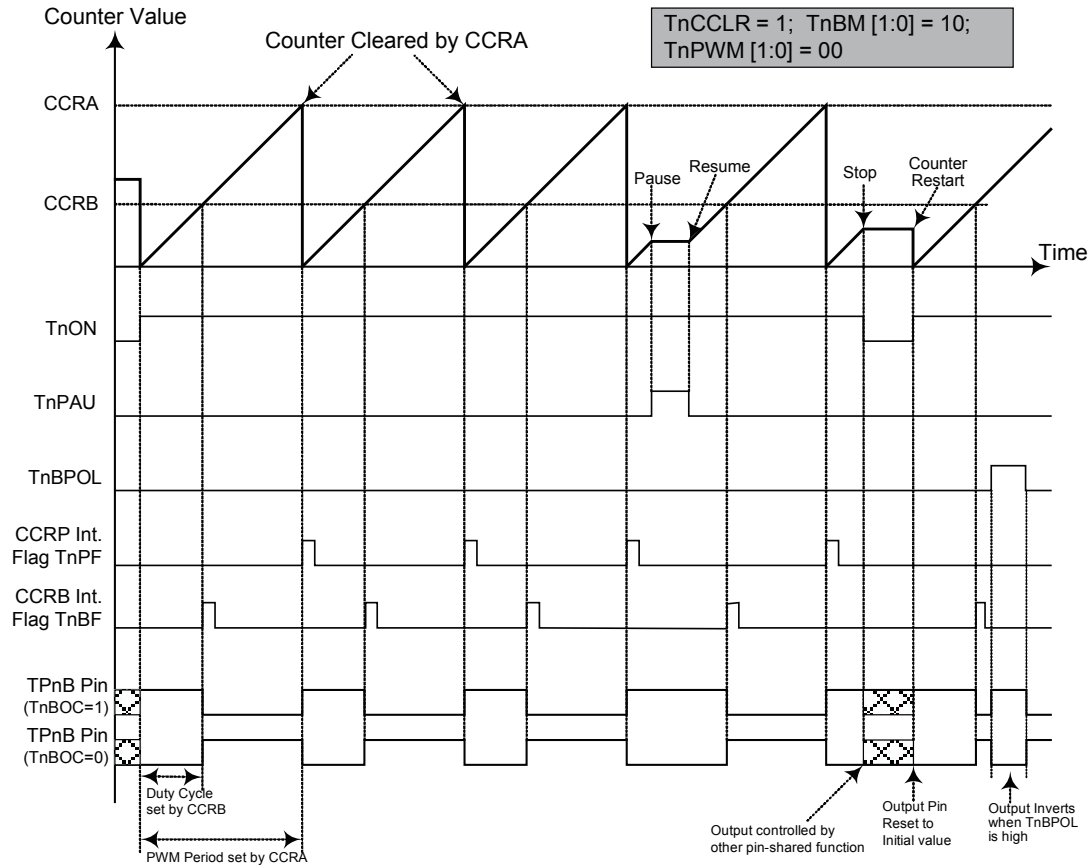 Counter Value
TnCCLR = 1; TnBM [1:0] = 10;
TnPWM [1:0] = 00
Counter Cleared by CCRA
CCRA
Pause
Resume
Stop
Counter
Restart
CCRB
Time
TnON
TnPAU
TnBPOL
CCRP Int.
Flag TnPF
CCRB Int.
Flag TnBF
TPnB Pin
(TnBOC=1)
TPnB Pin
(TnBOC=0)
Duty Cycle
set by CCRB
PWM Period set by CCRA
Output controlled by
other pin-shared function
Output Pin
Reset to
Initial value
Output Inverts
when TnBPOL
is high